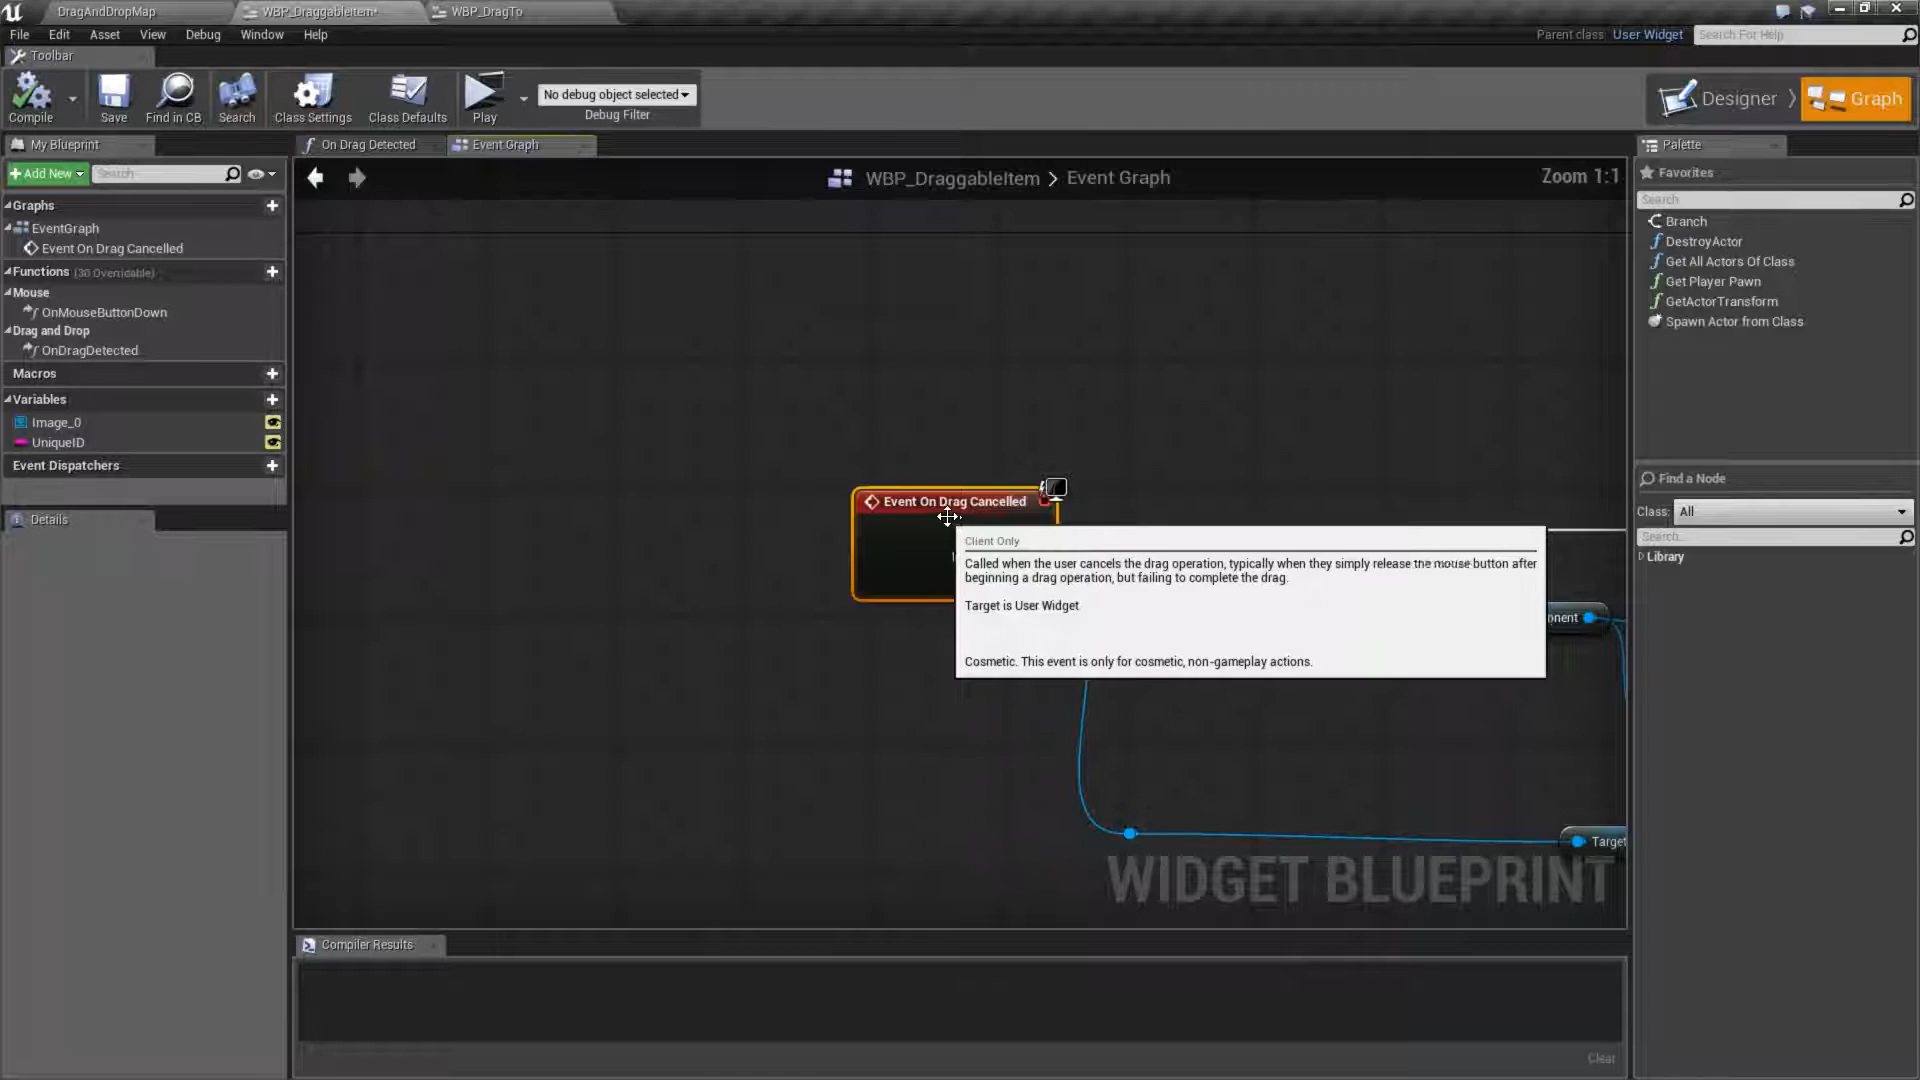 DragAndDropMap
WBP_DraggableItem*
WBP_DragTo
File Edit Asset View Debug Window Help
Parent class: User Widget
Search For Help
Toolbar
Compile
Save
Find in CB
Search
Class Settings
Class Defaults
Play
No debug object selected
Debug Filter
Designer
Graph
My Blueprint
On Drag Detected
Event Graph
Palette
Add New
Search
WBP_DraggableItem > Event Graph
Zoom 1:1
Favorites
Search
Graphs
EventGraph
Event On Drag Cancelled
Functions (30 Overridable)
Mouse
OnMouseButtonDown
Drag and Drop
OnDragDetected
Macros
Variables
Image_0
UniqueID
Event Dispatchers
Details
Branch
DestroyActor
Get All Actors Of Class
Get Player Pawn
GetActorTransform
Spawn Actor from Class
Find a Node
Class: All
Search...
Library
Event On Drag Cancelled
Client Only
Called when the user cancels the drag operation, typically when they simply release the mouse button after
beginning a drag operation, but failing to complete the drag.
Target is User Widget
Cosmetic. This event is only for cosmetic, non-gameplay actions.
onent
Target
WIDGET BLUEPRINT
Compiler Results
Clear